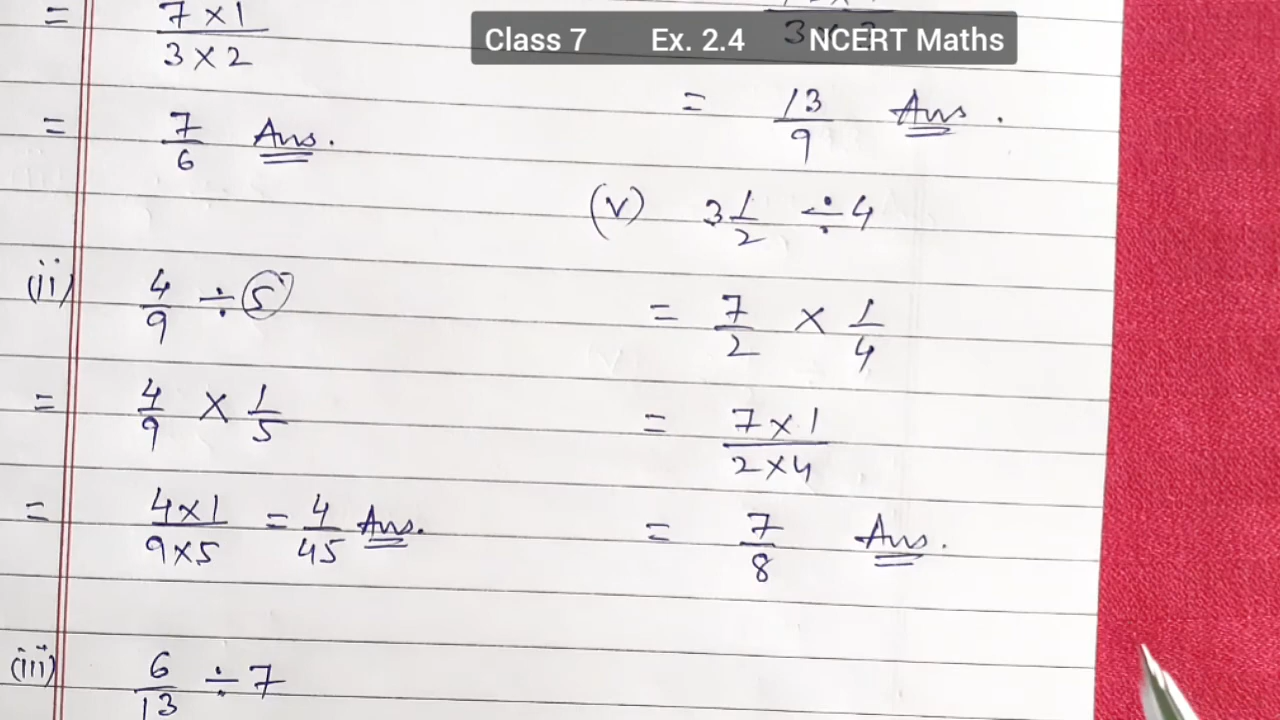 Class 7 Ex. 2.4 NCERT Maths
= 7 × 1 / 3 × 2
= 7/6 Ans.
(ii) 4/9 ÷ 5
= 4/9 × 1/5
= 4×1 / 9×5 = 4/45 Ans.
(iii) 6/13 ÷ 7
= 13/9 Ans.
(v) 3 1/2 ÷ 4
= 7/2 × 1/4
= 7×1 / 2×4
= 7/8 Ans.